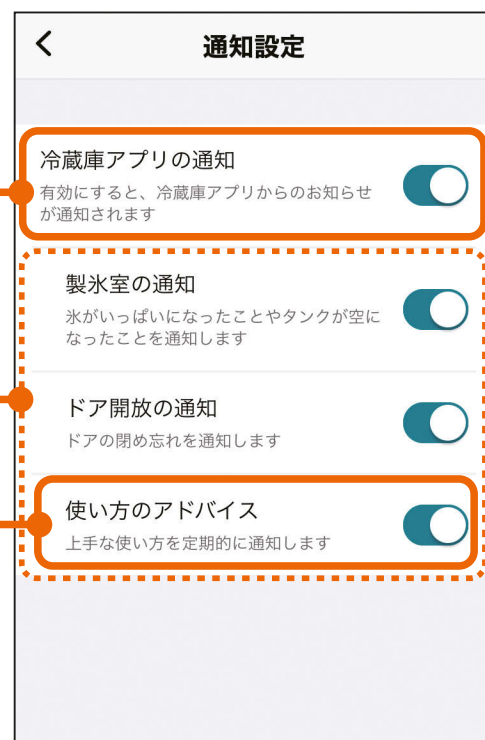 通知設定
冷蔵庫アプリの通知
有効にすると、冷蔵庫アプリからのお知らせ
が通知されます
製氷室の通知
氷がいっぱいになったことやタンクが空に
なったことを通知します
ドア開放の通知
ドアの閉め忘れを通知します
使い方のアドバイス
上手な使い方を定期的に通知します